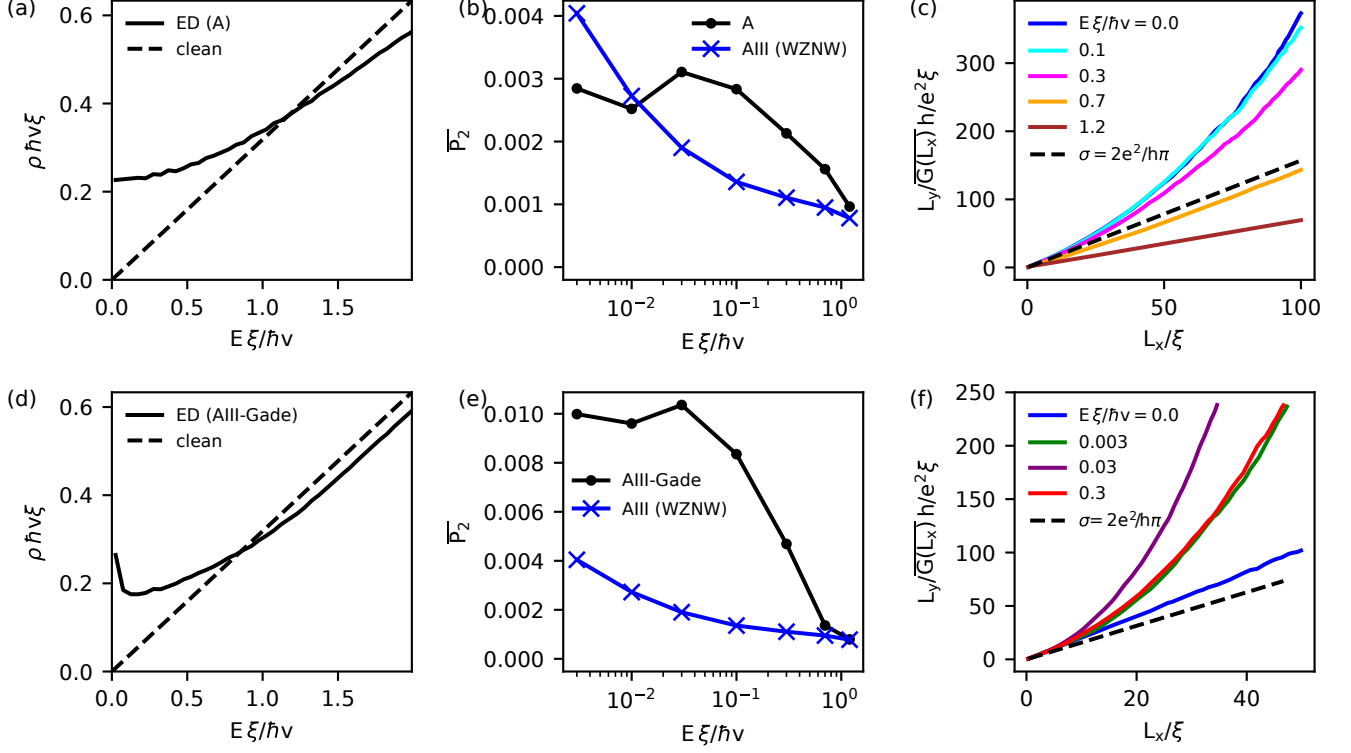 (a)
0.6
0.4
0.2
0.0
ρ ħvξ
ED (A)
clean
0.0 0.5 1.0 1.5
E ξ/ħv
(b)
0.004
0.003
0.002
0.001
0.000
P₂
A
AIII (WZNW)
10⁻² 10⁻¹ 10⁰
E ξ/ħv
(c)
300
200
100
0
L_y/G(L_x) h/e²ξ
E ξ/ħv = 0.0
0.1
0.3
0.7
1.2
σ = 2e²/hπ
0 50 100
L_x/ξ
(d)
0.6
0.4
0.2
0.0
ρ ħvξ
ED (AIII-Gade)
clean
0.0 0.5 1.0 1.5
E ξ/ħv
(e)
0.010
0.008
0.006
0.004
0.002
0.000
P₂
AIII-Gade
AIII (WZNW)
10⁻² 10⁻¹ 10⁰
E ξ/ħv
(f)
250
200
150
100
50
0
L_y/G(L_x) h/e²ξ
E ξ/ħv = 0.0
0.003
0.03
0.3
σ = 2e²/hπ
0 20 40
L_x/ξ